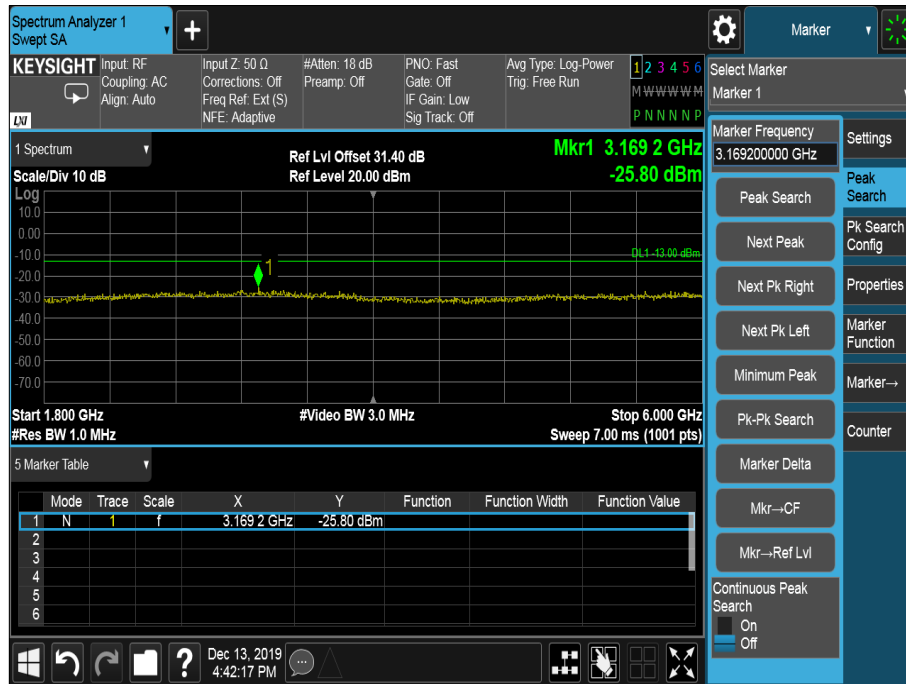 Spectrum Analyzer 1
Swept SA
+
Marker
KEYSIGHT
LXI
Input: RF
Coupling: AC
Align: Auto
Input Z: 50 Ω
Corrections: Off
Freq Ref: Ext (S)
NFE: Adaptive
#Atten: 18 dB
Preamp: Off
PNO: Fast
Gate: Off
IF Gain: Low
Sig Track: Off
Avg Type: Log-Power
Trig: Free Run
1 2 3 4 5 6
M W W W W M
P N N N N P
Select Marker
Marker 1
1 Spectrum
Scale/Div 10 dB
Ref Lvl Offset 31.40 dB
Ref Level 20.00 dBm
Mkr1 3.169 2 GHz
-25.80 dBm
Log
10.0
0.00
-10.0
-20.0
-30.0
-40.0
-50.0
-60.0
-70.0
DL1 -13.00 dBm
1
Start 1.800 GHz
#Res BW 1.0 MHz
#Video BW 3.0 MHz
Stop 6.000 GHz
Sweep 7.00 ms (1001 pts)
5 Marker Table
Mode Trace Scale X Y Function Function Width Function Value
1 N 1 f 3.169 2 GHz -25.80 dBm
2
3
4
5
6
Marker Frequency
3.169200000 GHz
Peak Search
Next Peak
Next Pk Right
Next Pk Left
Minimum Peak
Pk-Pk Search
Marker Delta
Mkr→CF
Mkr→Ref Lvl
Continuous Peak
Search
On
Off
Settings
Peak
Search
Pk Search
Config
Properties
Marker
Function
Marker→
Counter
?
Dec 13, 2019
4:42:17 PM